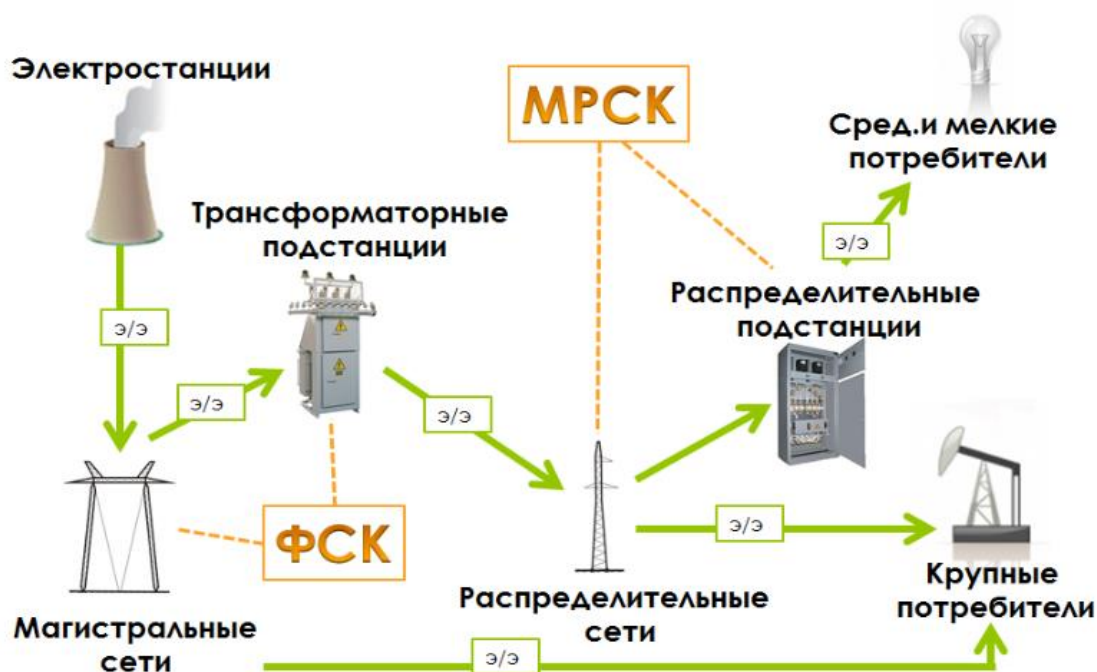 Электростанции
МРСК
Сред.и мелкие
потребители
Трансформаторные
подстанции
э/э
Распределительные
подстанции
э/э
э/э
э/э
э/э
ФСК
Крупные
потребители
Распределительные
сети
Магистральные
сети
э/э